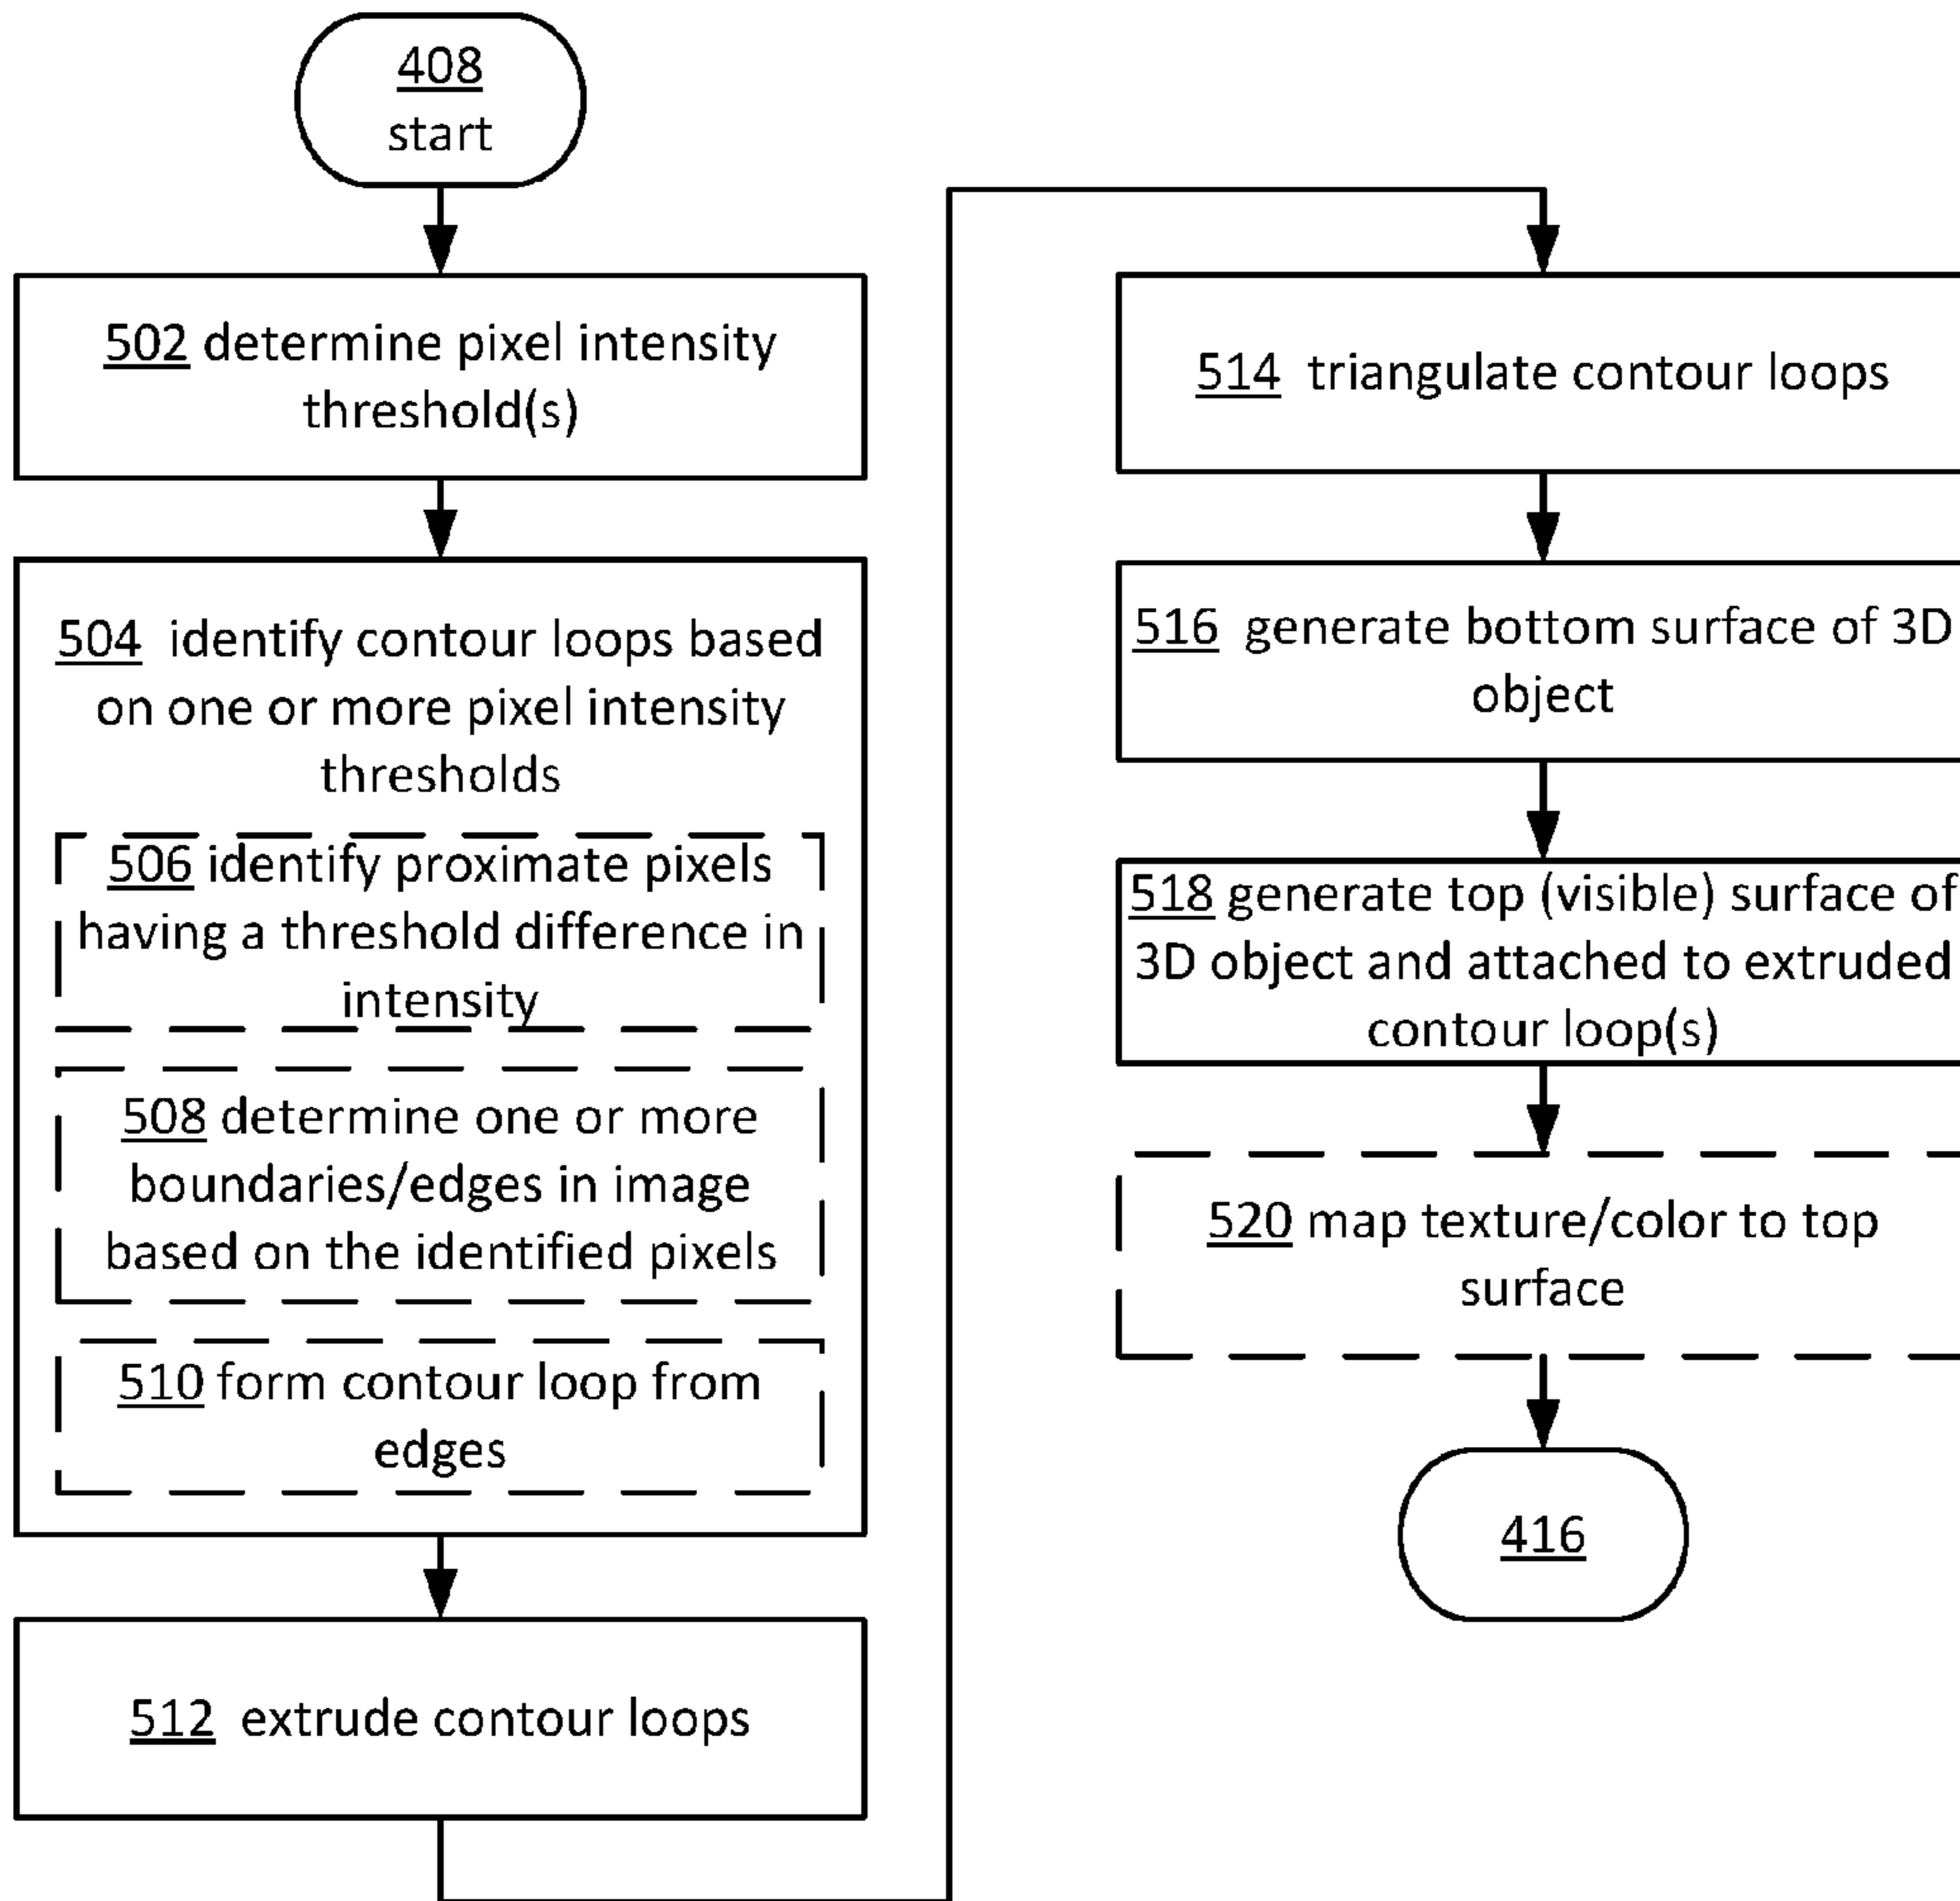 408
start
502 determine pixel intensity
threshold(s)
504 identify contour loops based
on one or more pixel intensity
thresholds
506 identify proximate pixels
having a threshold difference in
intensity
508 determine one or more
boundaries/edges in image
based on the identified pixels
510 form contour loop from
edges
512 extrude contour loops
514 triangulate contour loops
516 generate bottom surface of 3D
object
518 generate top (visible) surface of
3D object and attached to extruded
contour loop(s)
520 map texture/color to top
surface
416